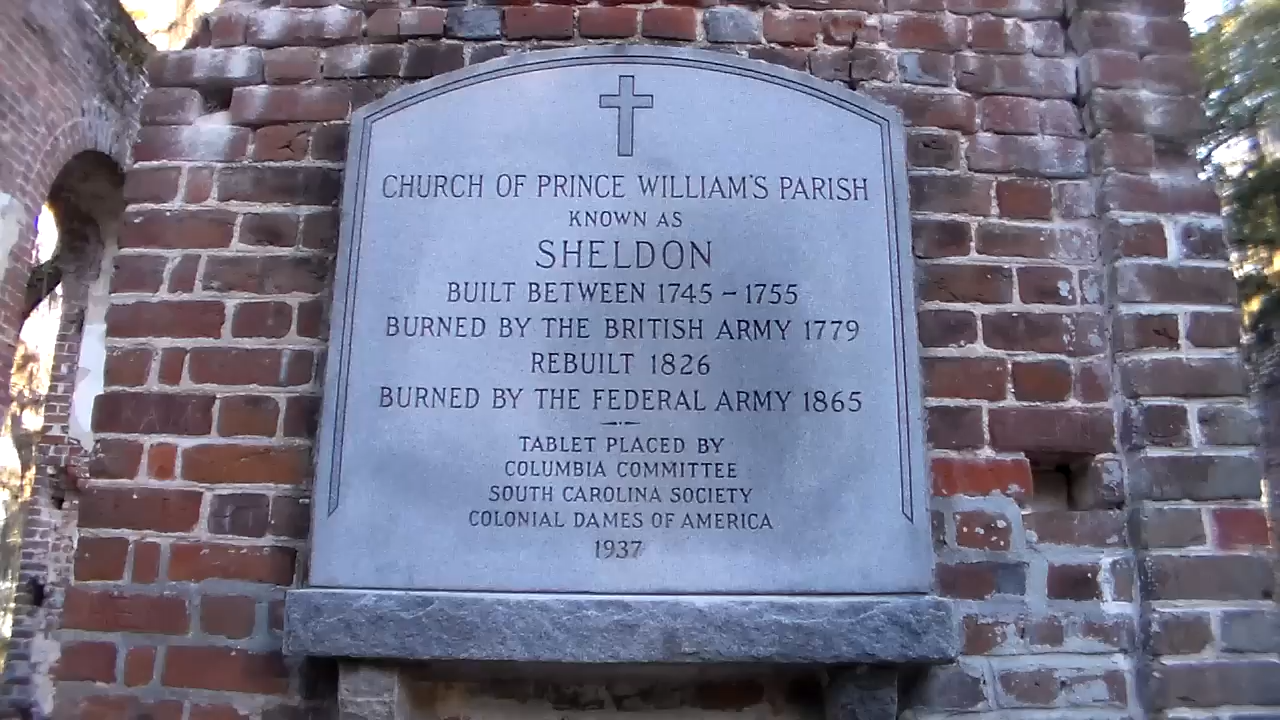 CHURCH OF PRINCE WILLIAM'S PARISH
KNOWN AS
SHELDON
BUILT BETWEEN 1745 – 1755
BURNED BY THE BRITISH ARMY 1779
REBUILT 1826
BURNED BY THE FEDERAL ARMY 1865
TABLET PLACED BY
COLUMBIA COMMITTEE
SOUTH CAROLINA SOCIETY
COLONIAL DAMES OF AMERICA
1937